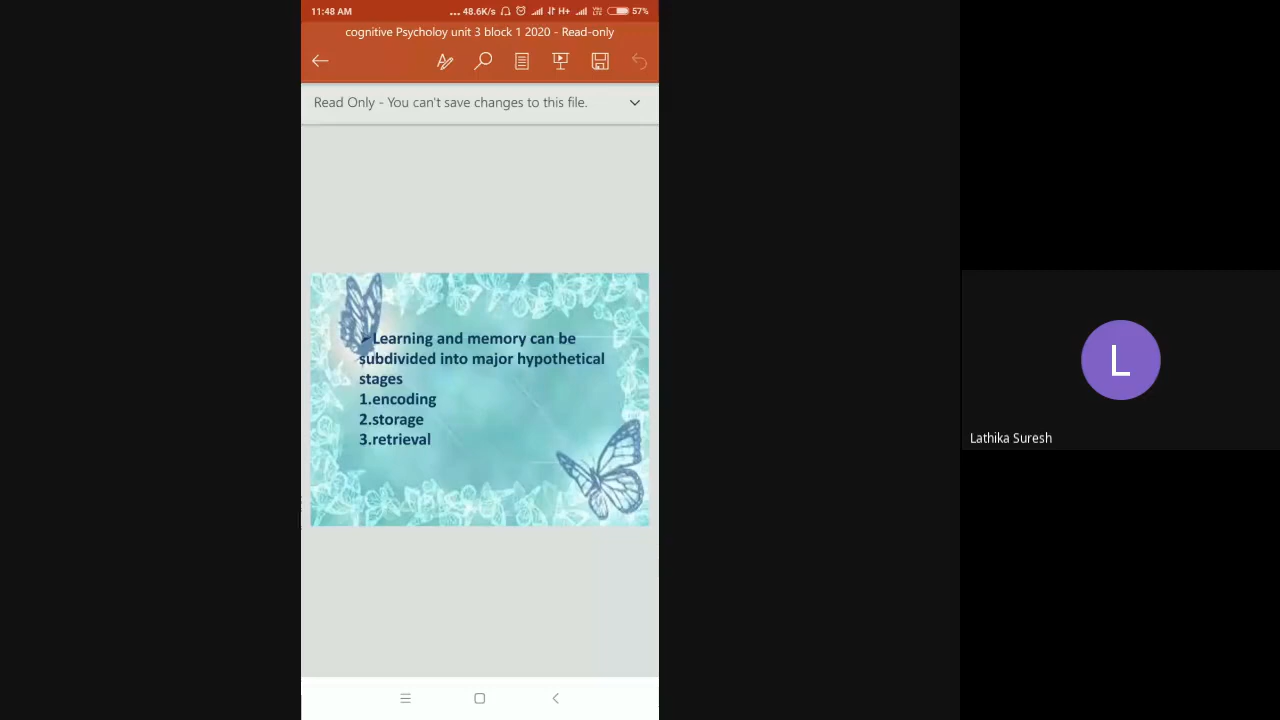 11:48 AM
... 48.6K/s H+ 57%
cognitive Psycholoy unit 3 block 1 2020 - Read-only
Read Only - You can't save changes to this file.
➤Learning and memory can be
subdivided into major hypothetical
stages
1.encoding
2.storage
3.retrieval
L
Lathika Suresh